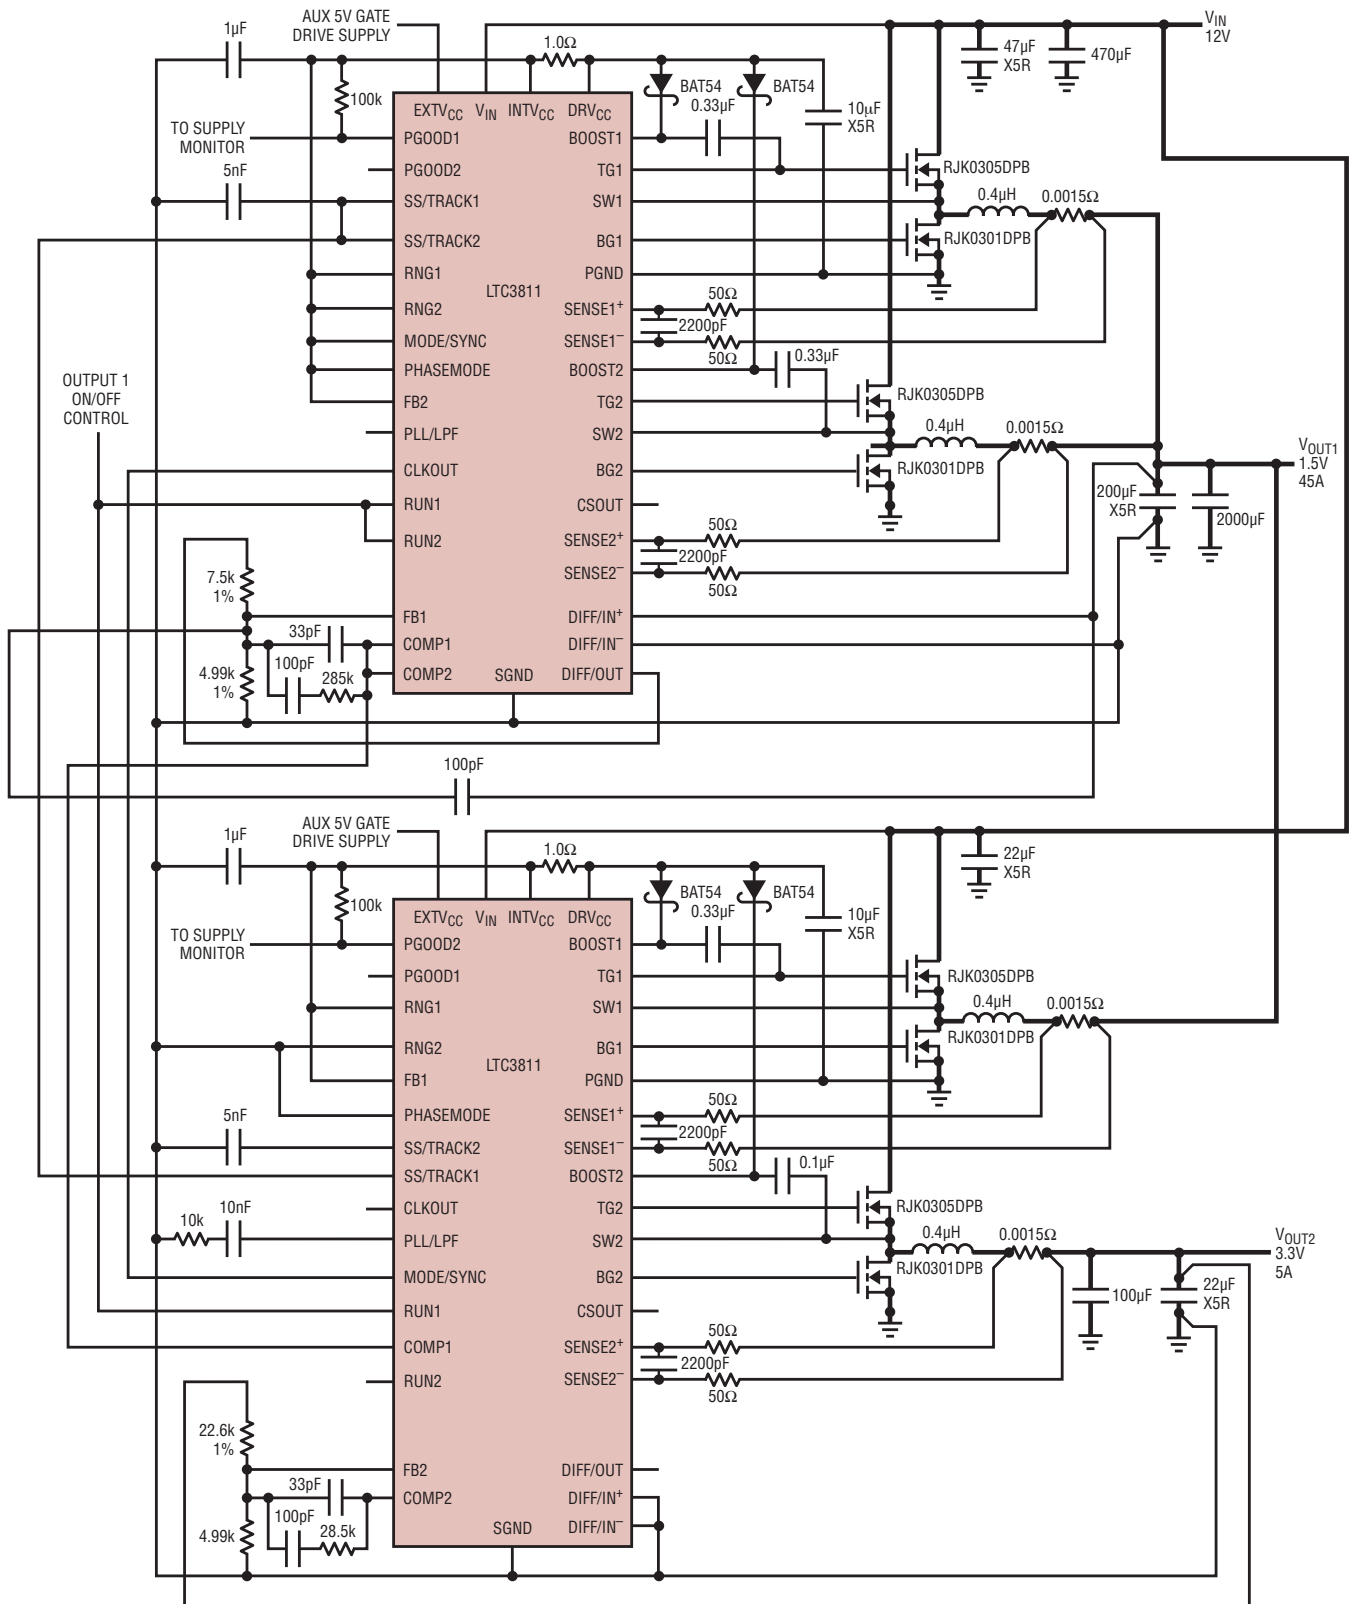 AUX 5V GATE
DRIVE SUPPLY
1µF
1.0Ω
VIN
12V
47µF
X5R
470µF
100k
BAT54
BAT54
0.33µF
10µF
X5R
EXTVCC
VIN
INTVCC
DRVCC
TO SUPPLY
MONITOR
PGOOD1
BOOST1
5nF
PGOOD2
TG1
RJK0305DPB
SS/TRACK1
SW1
0.4µH
0.0015Ω
SS/TRACK2
BG1
RJK0301DPB
RNG1
PGND
LTC3811
50Ω
RNG2
SENSE1+
2200pF
MODE/SYNC
SENSE1–
50Ω
0.33µF
PHASEMODE
BOOST2
OUTPUT 1
ON/OFF
CONTROL
FB2
TG2
RJK0305DPB
PLL/LPF
SW2
0.4µH
0.0015Ω
CLKOUT
BG2
RJK0301DPB
VOUT1
1.5V
45A
RUN1
CSOUT
200µF
X5R
2000µF
50Ω
RUN2
SENSE2+
2200pF
SENSE2–
50Ω
7.5k
1%
FB1
DIFF/IN+
33pF
COMP1
DIFF/IN–
100pF
285k
4.99k
1%
COMP2
SGND
DIFF/OUT
100pF
AUX 5V GATE
DRIVE SUPPLY
1µF
1.0Ω
22µF
X5R
100k
BAT54
BAT54
0.33µF
10µF
X5R
EXTVCC
VIN
INTVCC
DRVCC
TO SUPPLY
MONITOR
PGOOD2
BOOST1
PGOOD1
TG1
RJK0305DPB
RNG1
SW1
0.4µH
0.0015Ω
RNG2
BG1
RJK0301DPB
LTC3811
FB1
PGND
50Ω
PHASEMODE
SENSE1+
2200pF
5nF
SS/TRACK2
SENSE1–
50Ω
0.1µF
SS/TRACK1
BOOST2
10nF
CLKOUT
TG2
RJK0305DPB
10k
PLL/LPF
SW2
0.4µH
0.0015Ω
VOUT2
3.3V
5A
MODE/SYNC
BG2
RJK0301DPB
100µF
22µF
X5R
RUN1
CSOUT
50Ω
COMP1
SENSE2+
2200pF
RUN2
SENSE2–
50Ω
22.6k
1%
FB2
DIFF/OUT
33pF
COMP2
DIFF/IN+
100pF
28.5k
4.99k
SGND
DIFF/IN–